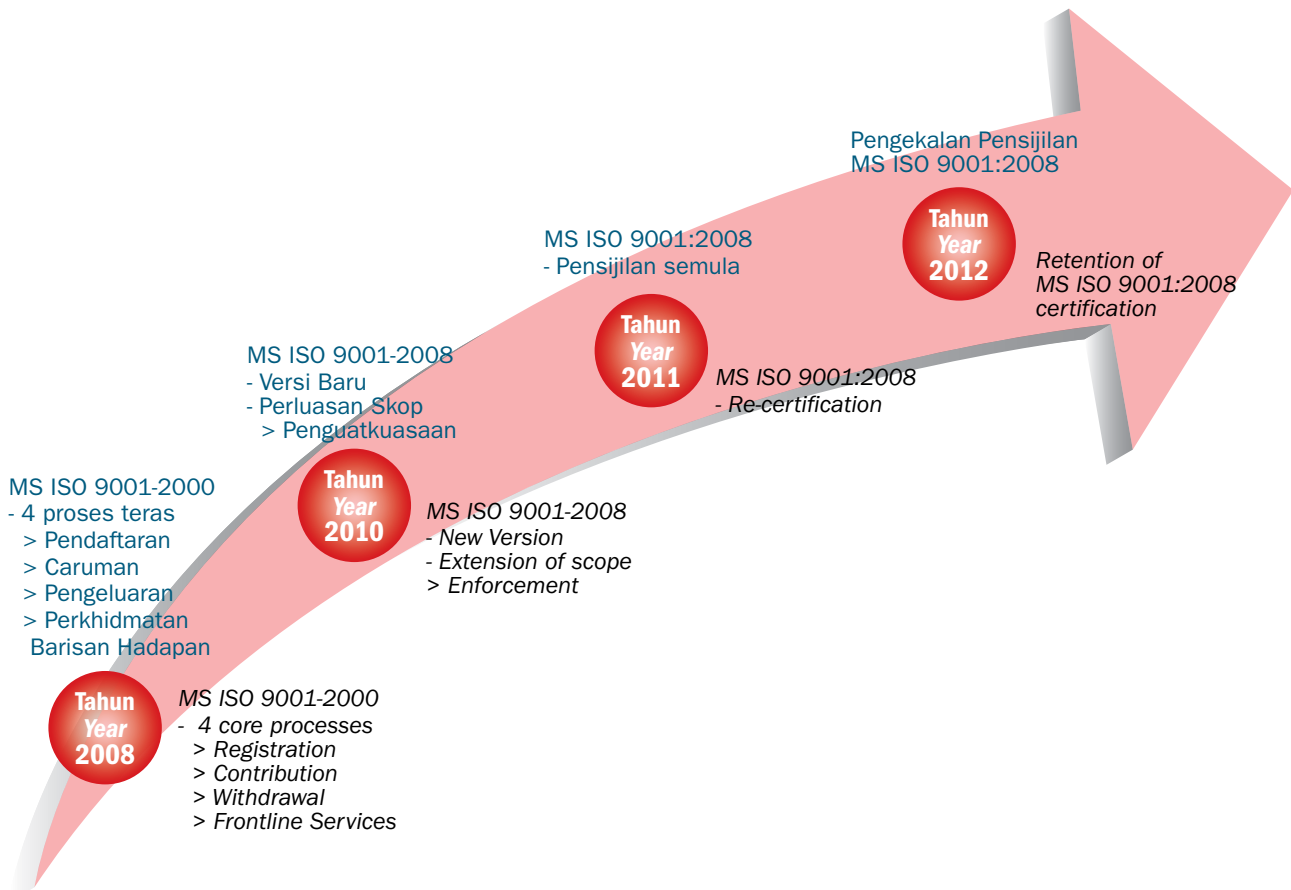 Pengekalan Pensijilan
MS ISO 9001:2008
Tahun
Year
2012
Retention of
MS ISO 9001:2008
certification
MS ISO 9001:2008
- Pensijilan semula
Tahun
Year
2011
MS ISO 9001:2008
- Re-certification
MS ISO 9001-2008
- Versi Baru
- Perluasan Skop
> Penguatkuasaan
Tahun
Year
2010
MS ISO 9001-2008
- New Version
- Extension of scope
> Enforcement
MS ISO 9001-2000
- 4 proses teras
> Pendaftaran
> Caruman
> Pengeluaran
> Perkhidmatan
Barisan Hadapan
Tahun
Year
2008
MS ISO 9001-2000
- 4 core processes
> Registration
> Contribution
> Withdrawal
> Frontline Services